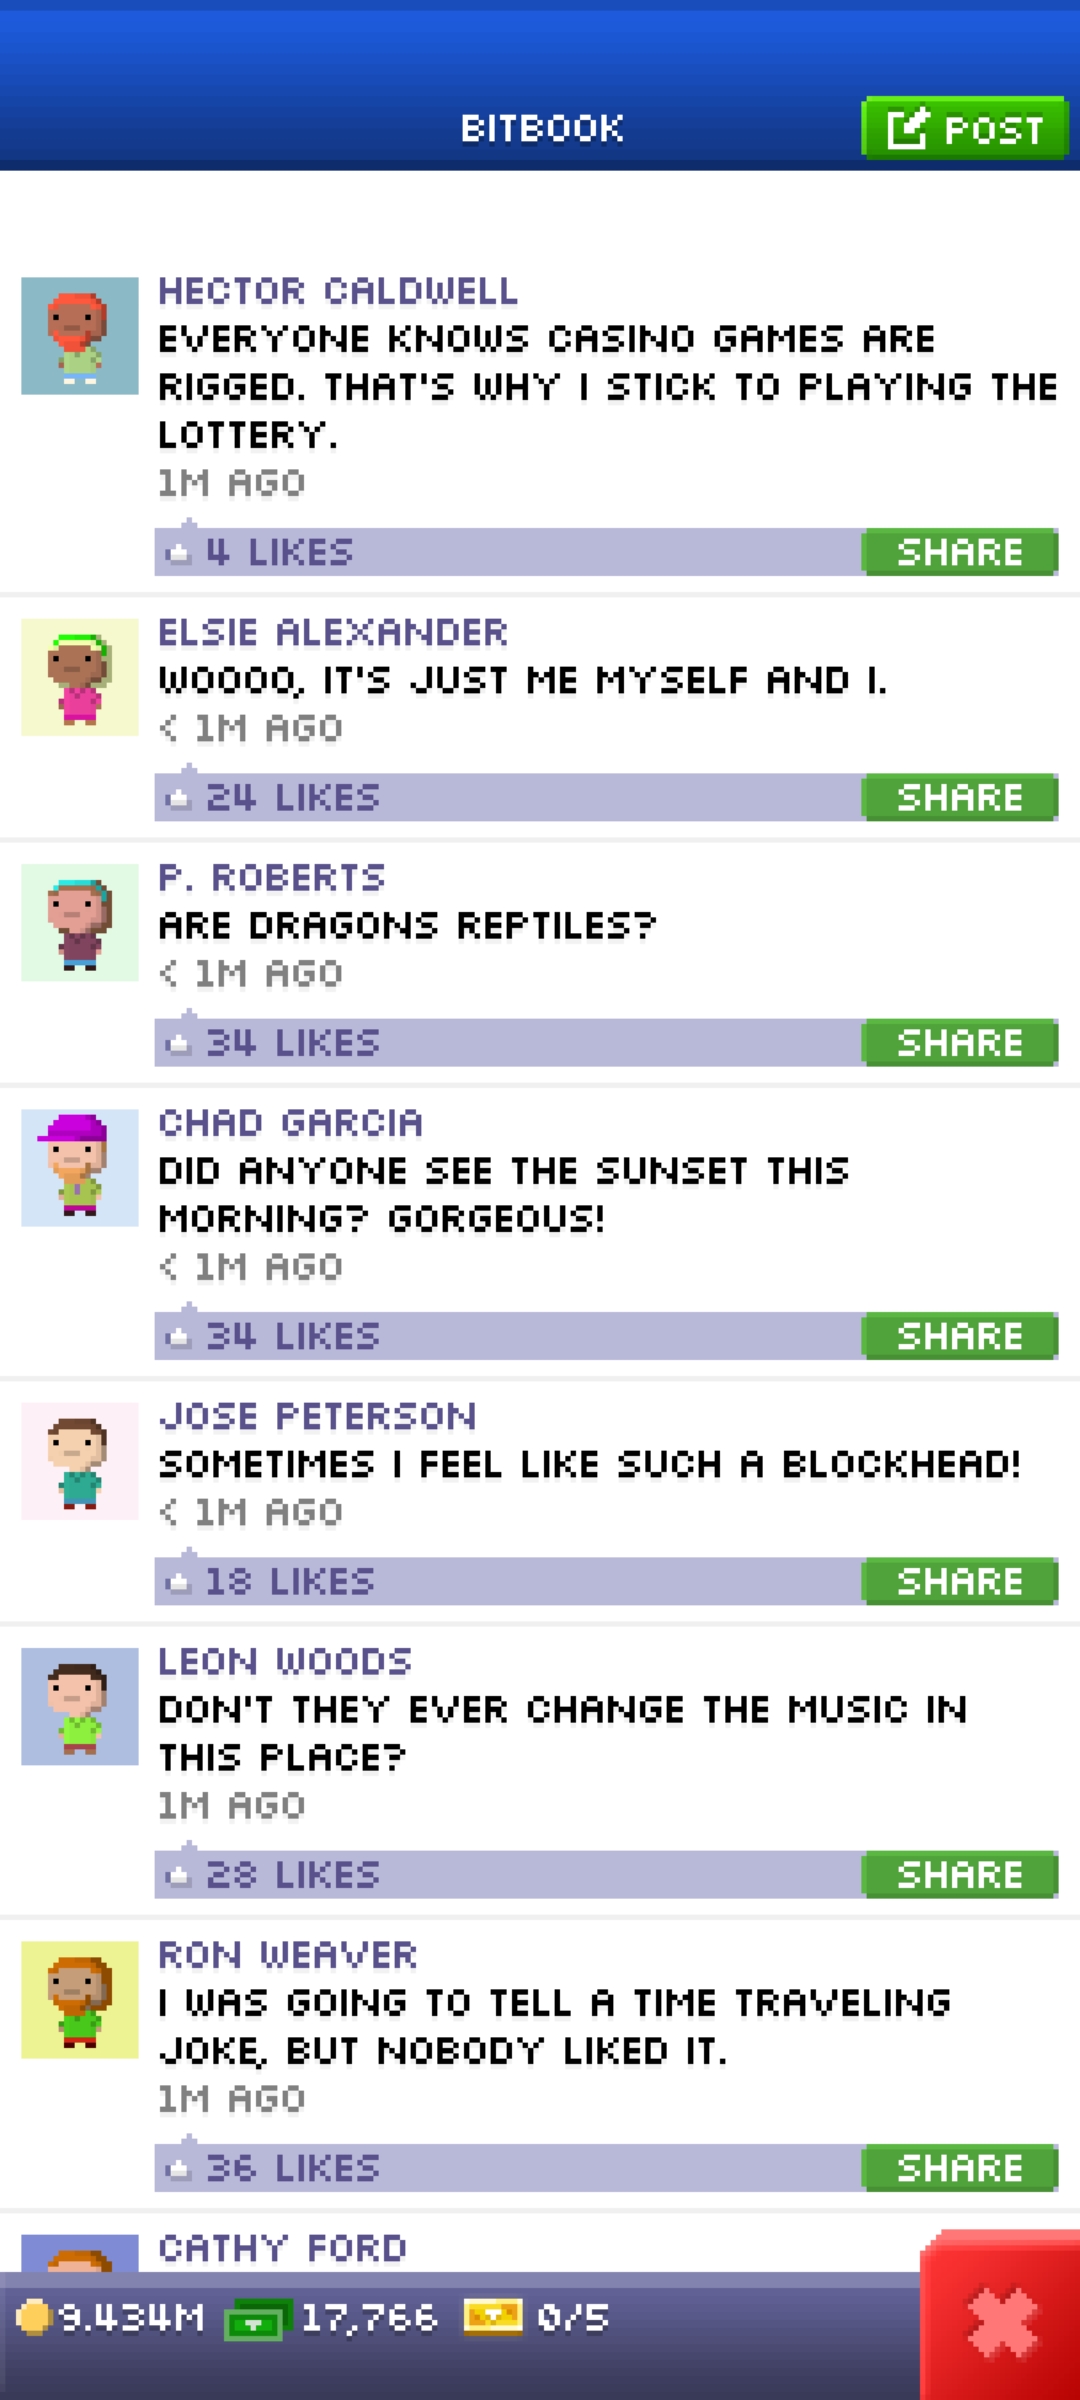 BITBOOK
POST
HECTOR CALDWELL
EVERYONE KNOWS CASINO GAMES ARE
RIGGED. THAT'S WHY I STICK TO PLAYING THE
LOTTERY.
1M AGO
4 LIKES
SHARE
ELSIE ALEXANDER
WOOOO, IT'S JUST ME MYSELF AND I.
< 1M AGO
24 LIKES
SHARE
P. ROBERTS
ARE DRAGONS REPTILES?
< 1M AGO
34 LIKES
SHARE
CHAD GARCIA
DID ANYONE SEE THE SUNSET THIS
MORNING? GORGEOUS!
< 1M AGO
34 LIKES
SHARE
JOSE PETERSON
SOMETIMES I FEEL LIKE SUCH A BLOCKHEAD!
< 1M AGO
18 LIKES
SHARE
LEON WOODS
DON'T THEY EVER CHANGE THE MUSIC IN
THIS PLACE?
1M AGO
28 LIKES
SHARE
RON WEAVER
I WAS GOING TO TELL A TIME TRAVELING
JOKE, BUT NOBODY LIKED IT.
1M AGO
36 LIKES
SHARE
CATHY FORD
9.434M 17,766 0/5